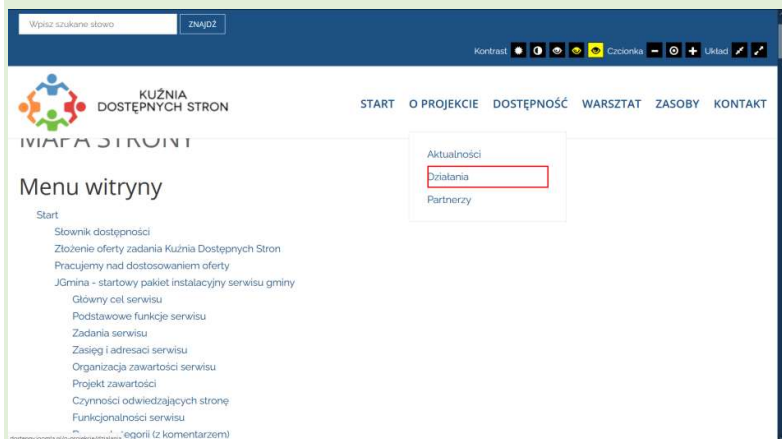 Wpisz szukane słowo ZNAJDŹ
Kontrast Czcionka Układ
KUŹNIA
DOSTĘPNYCH STRON
START O PROJEKCIE DOSTĘPNOŚĆ WARSZTAT ZASOBY KONTAKT
MAPA STRONY
Aktualności
Działania
Partnerzy
Menu witryny
Start
Słownik dostępności
Złożenie oferty zadania Kuźnia Dostępnych Stron
Pracujemy nad dostosowaniem oferty
JGmina - startowy pakiet instalacyjny serwisu gminy
Główny cel serwisu
Podstawowe funkcje serwisu
Zadania serwisu
Zasięg i adresaci serwisu
Organizacja zawartości serwisu
Projekt zawartości
Czynności odwiedzających stronę
Funkcjonalności serwisu
(z komentarzem)